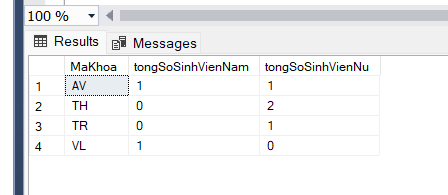 100 %
Results Messages
MaKhoa tongSoSinhVienNam tongSoSinhVienNu
1 AV 1 1
2 TH 0 2
3 TR 0 1
4 VL 1 0